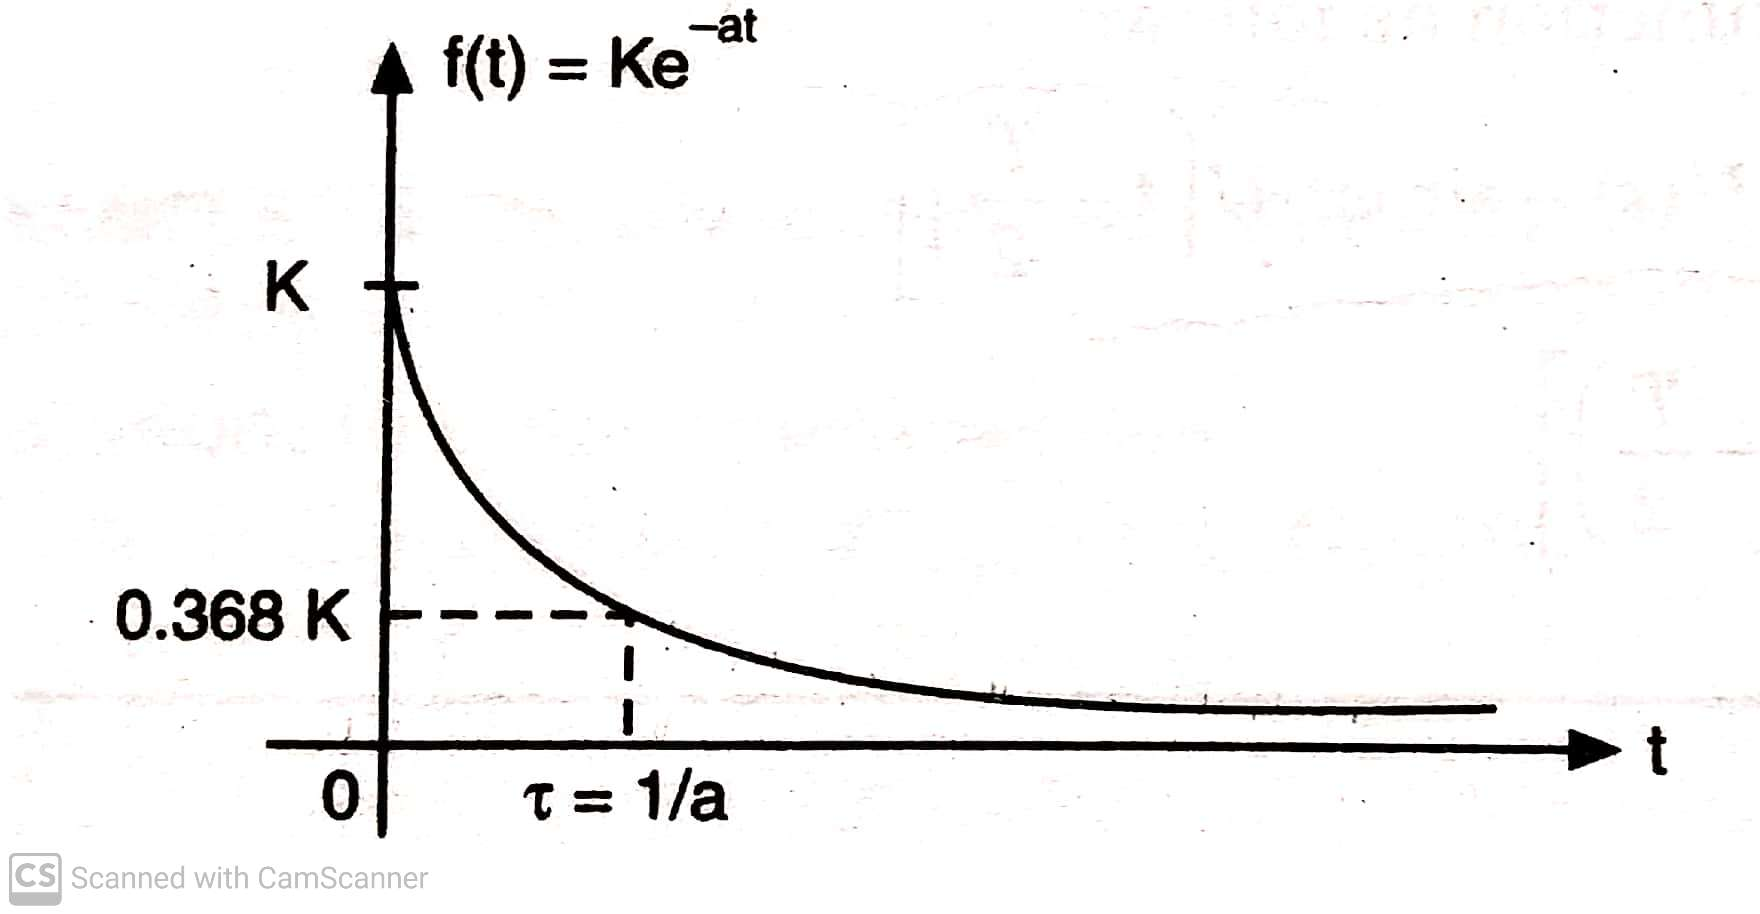 f(t) = Ke^–at
K
0.368 K
0
τ = 1/a
t
CS Scanned with CamScanner